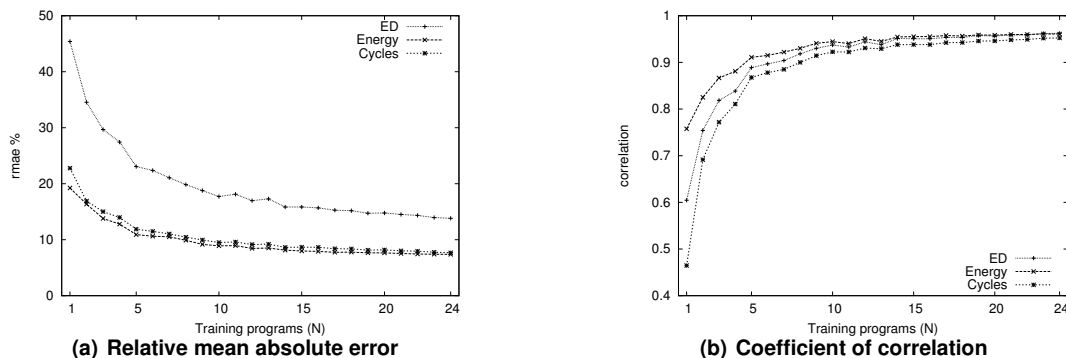 50
40
30
20
10
0
rmae %
1 5 10 15 20 24
Training programs (N)
ED
Energy
Cycles
(a) Relative mean absolute error
1
0.9
0.8
0.7
0.6
0.5
0.4
correlation
1 5 10 15 20 24
Training programs (N)
ED
Energy
Cycles
(b) Coefficient of correlation